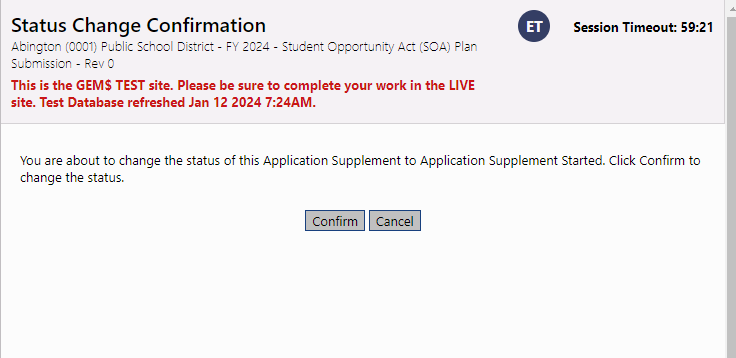 Status Change Confirmation
ET
Session Timeout: 59:21
Abington (0001) Public School District - FY 2024 - Student Opportunity Act (SOA) Plan
Submission - Rev 0
This is the GEM$ TEST site. Please be sure to complete your work in the LIVE
site. Test Database refreshed Jan 12 2024 7:24AM.
You are about to change the status of this Application Supplement to Application Supplement Started. Click Confirm to
change the status.
Confirm Cancel